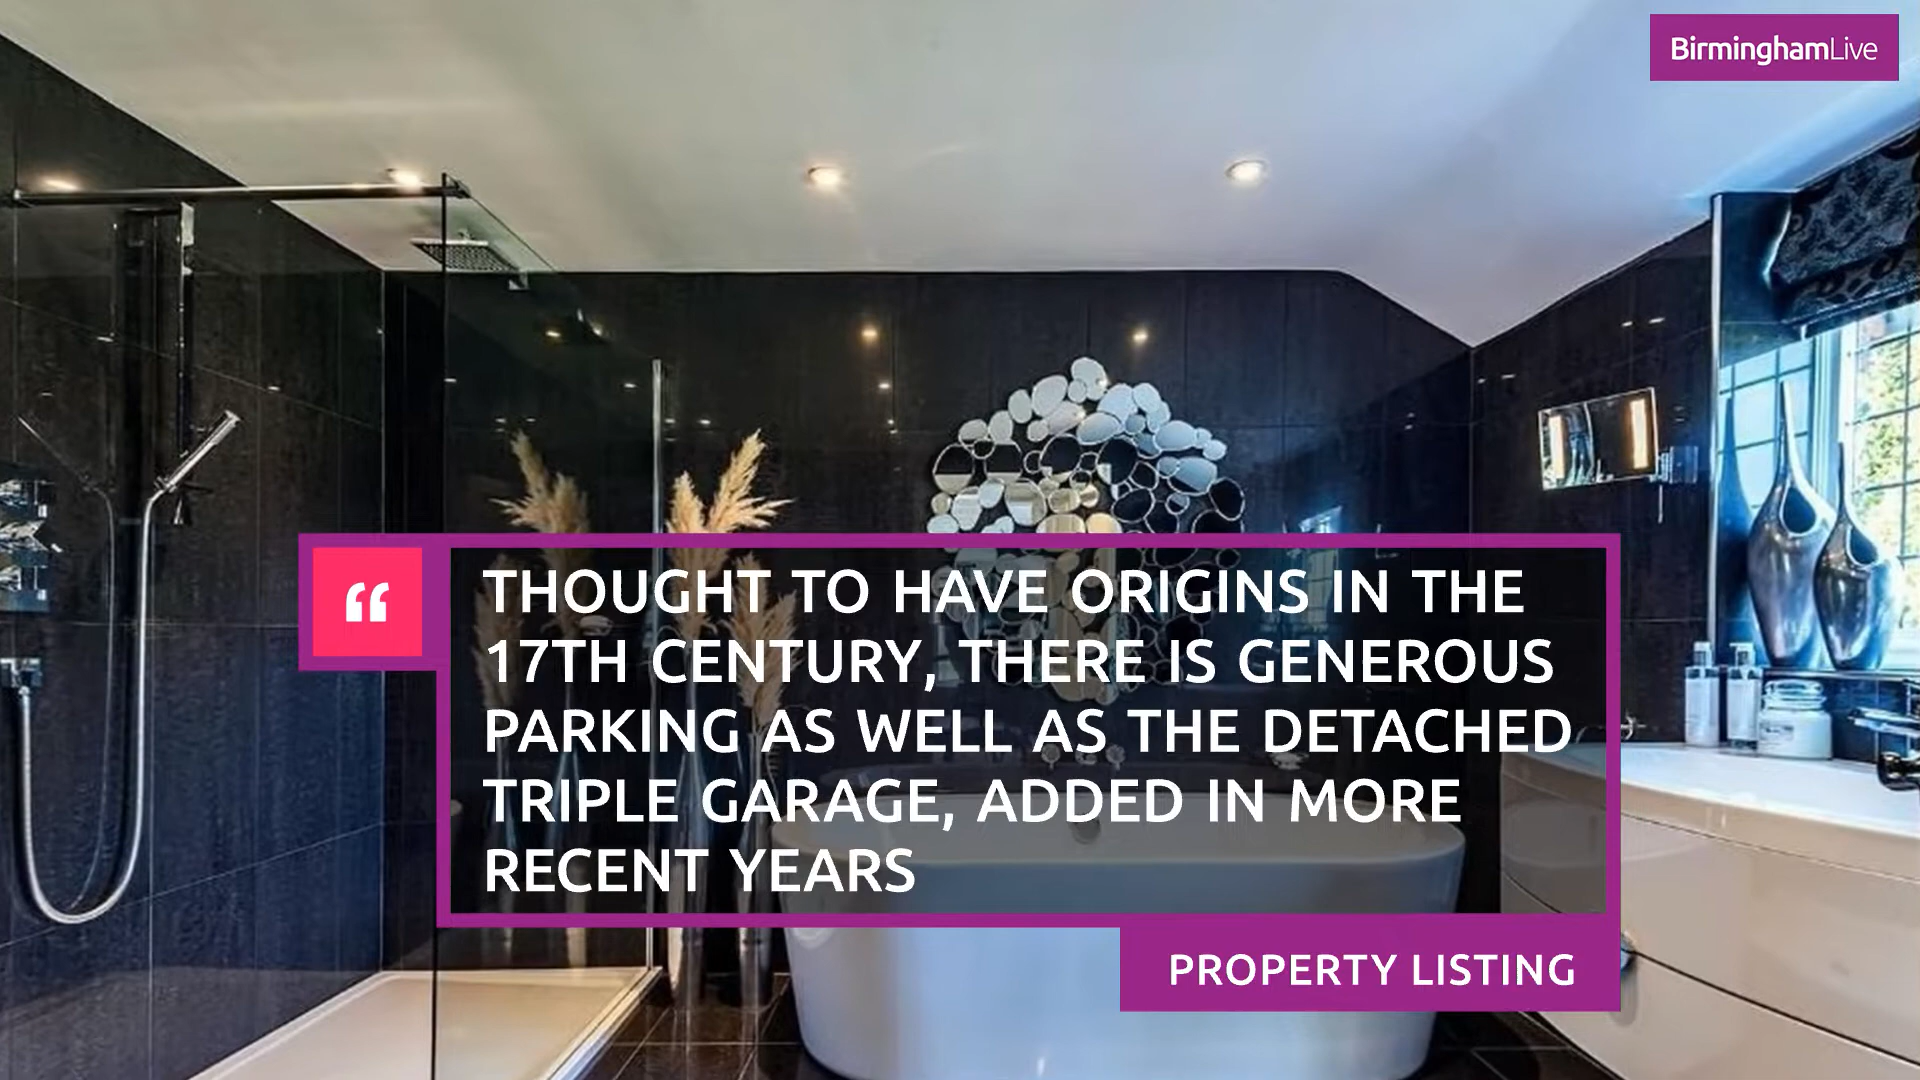 BirminghamLive
“
THOUGHT TO HAVE ORIGINS IN THE
17TH CENTURY, THERE IS GENEROUS
PARKING AS WELL AS THE DETACHED
TRIPLE GARAGE, ADDED IN MORE
RECENT YEARS
PROPERTY LISTING